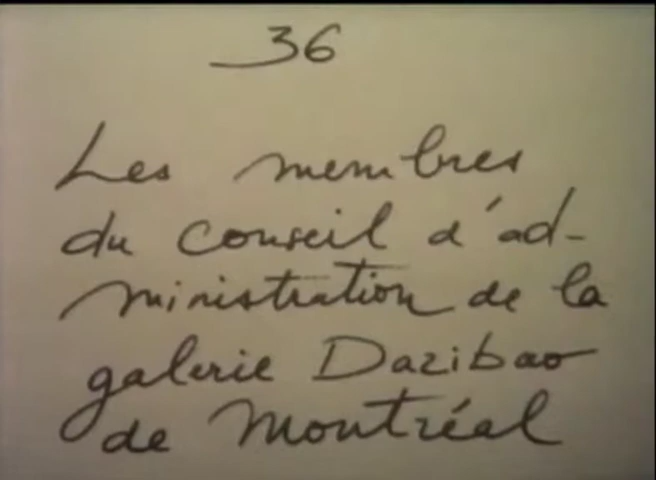 36
Les membres
du conseil d'ad-
ministration de la
galerie Dazibao
de Montréal